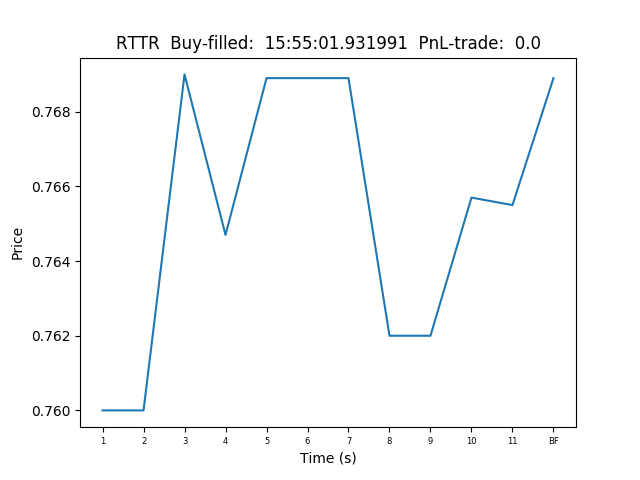 RTTR  Buy-filled:  15:55:01.931991  PnL-trade:  0.0
Price
0.768
0.766
0.764
0.762
0.760
1 2 3 4 5 6 7 8 9 10 11 BF
Time (s)